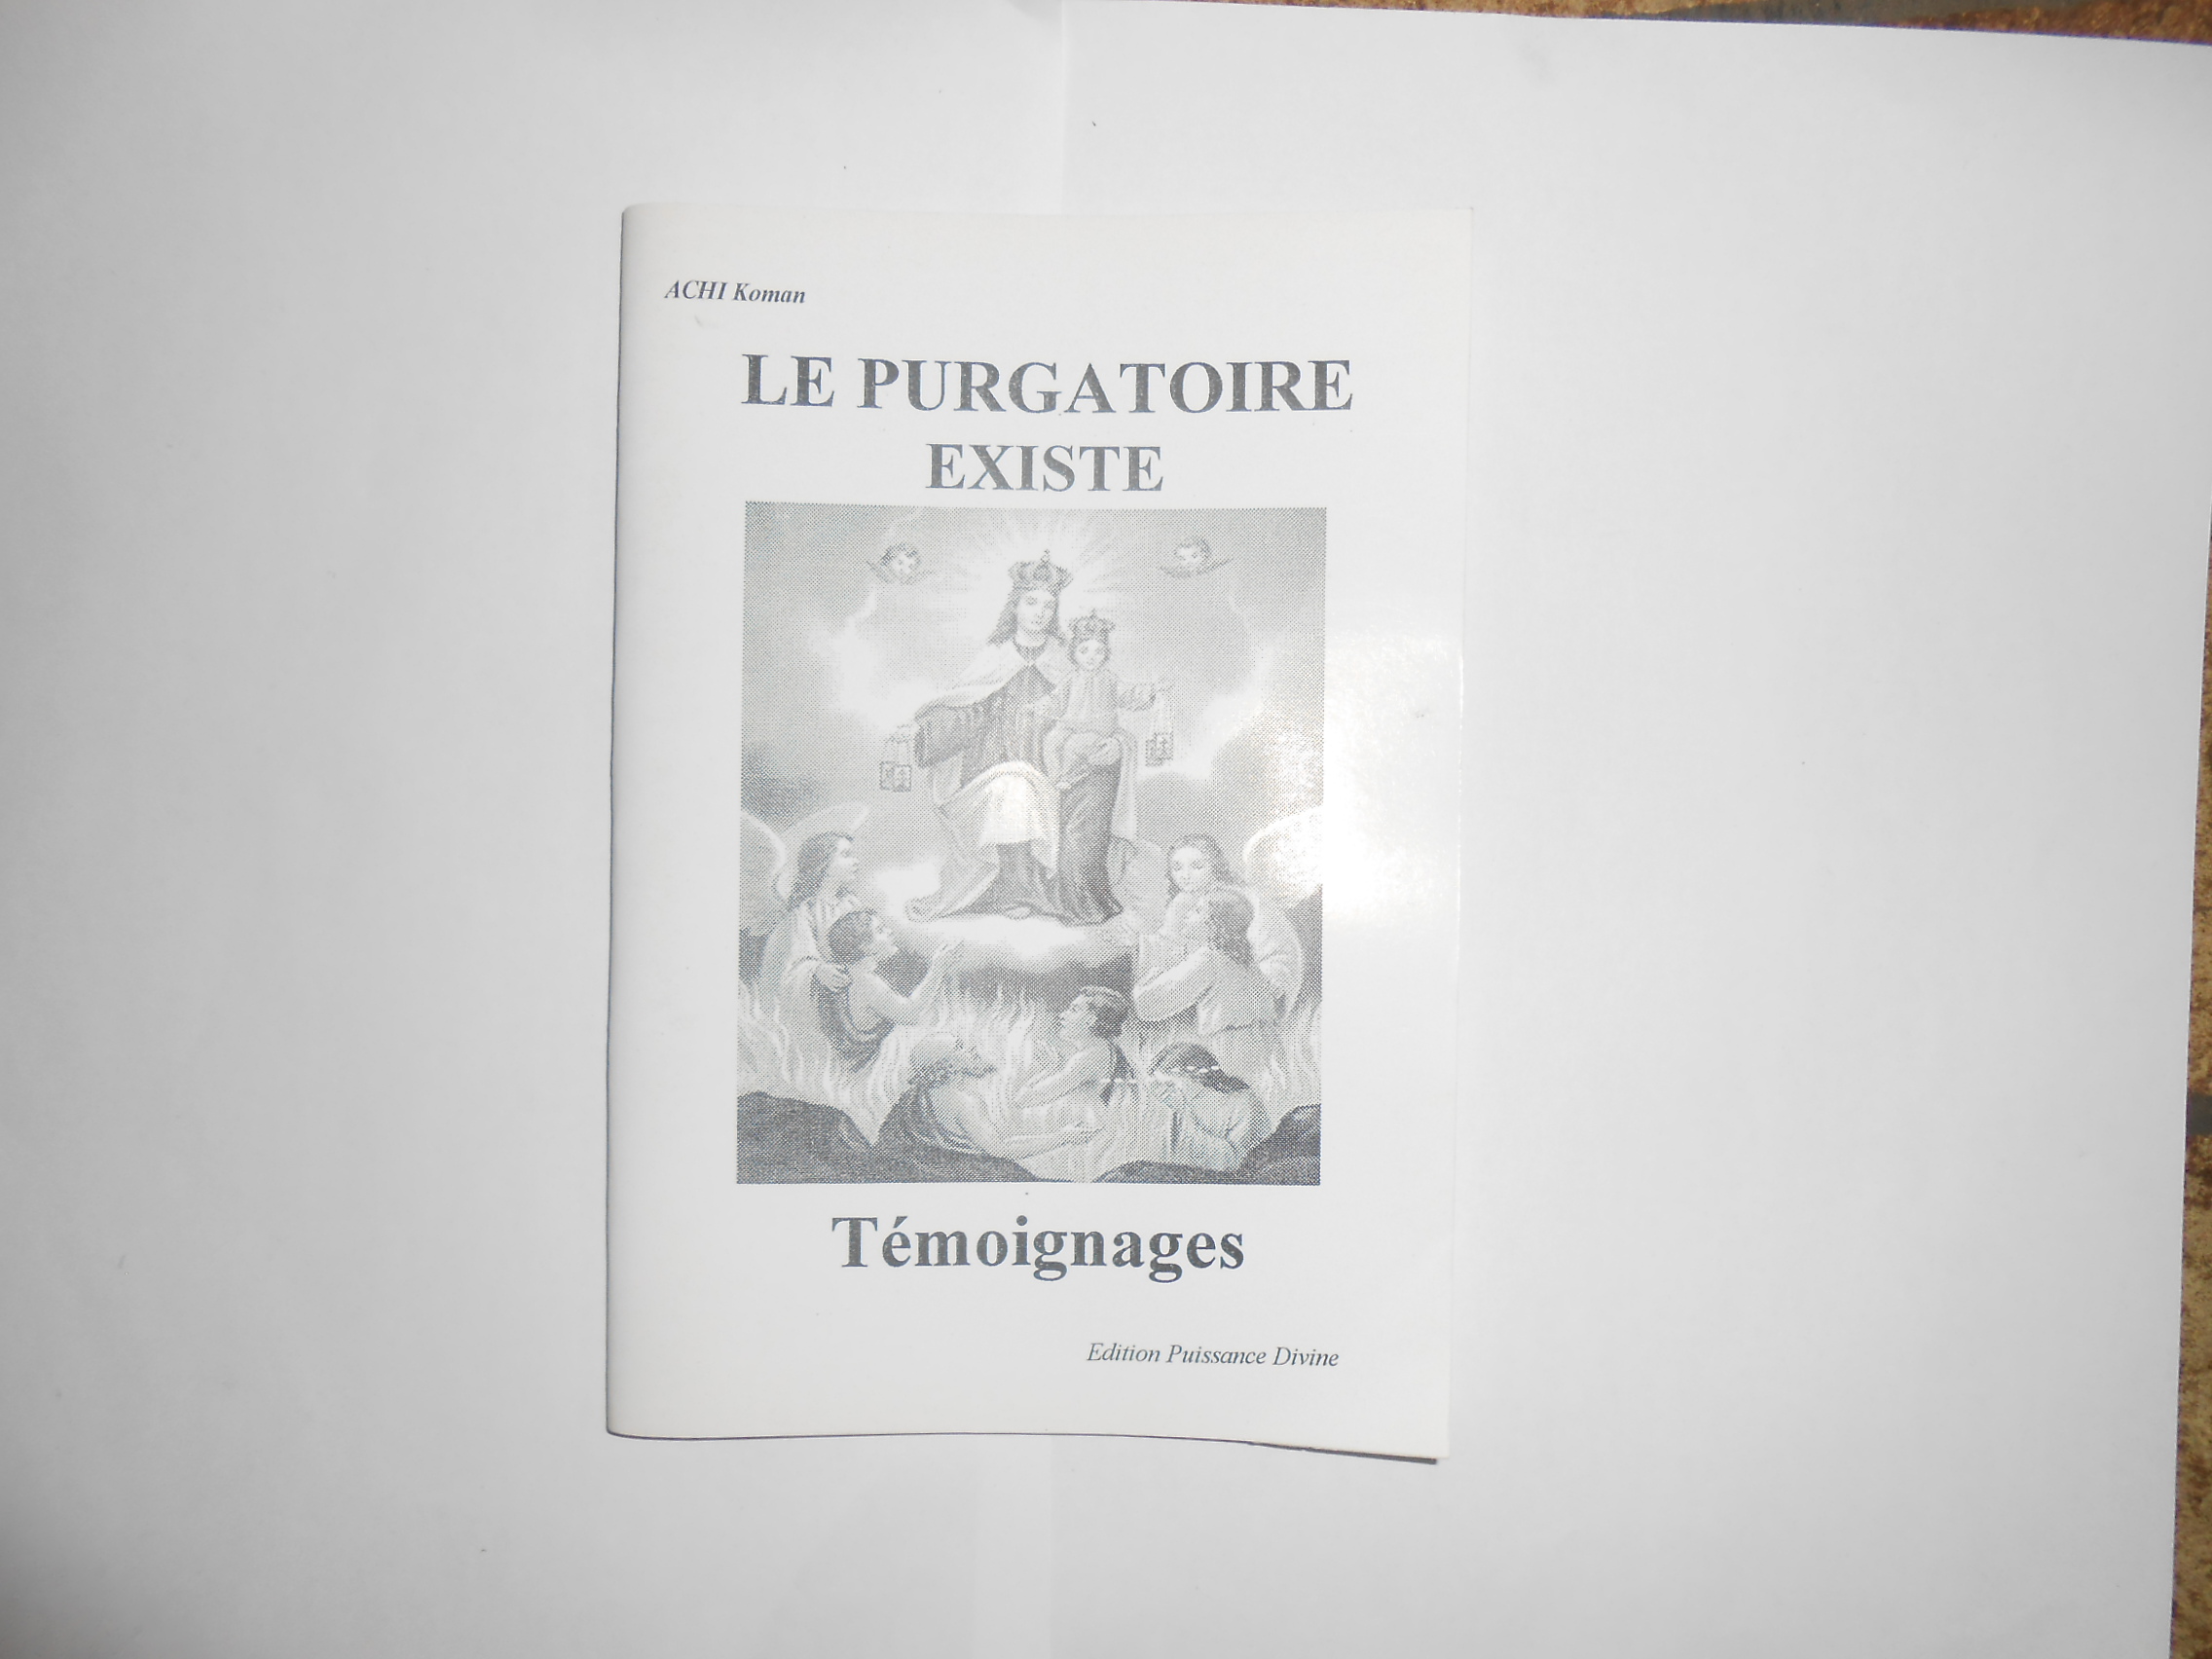 ACHI Koman
LE PURGATOIRE
EXISTE
Témoignages
Edition Puissance Divine